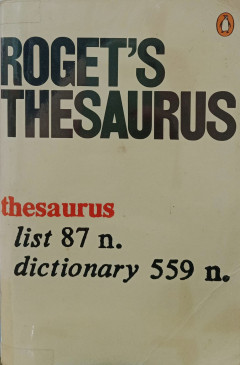 ROGET'S
THESAURUS
thesaurus
list 87 n.
dictionary 559 n.